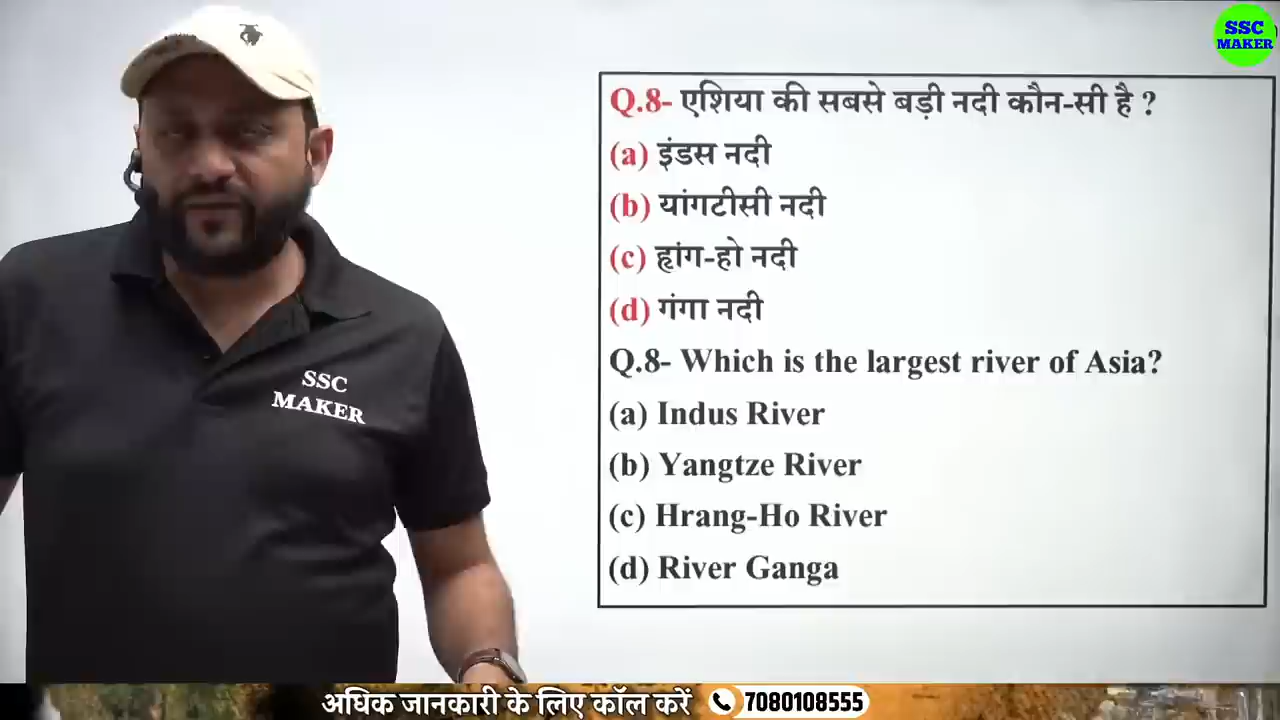 SSC
MAKER
Q.8- एशिया की सबसे बड़ी नदी कौन-सी है ?
(a) इंडस नदी
(b) यांगटीसी नदी
(c) ह्रांग-हो नदी
(d) गंगा नदी
Q.8- Which is the largest river of Asia?
(a) Indus River
(b) Yangtze River
(c) Hrang-Ho River
(d) River Ganga
SSC
MAKER
अधिक जानकारी के लिए कॉल करें 7080108555